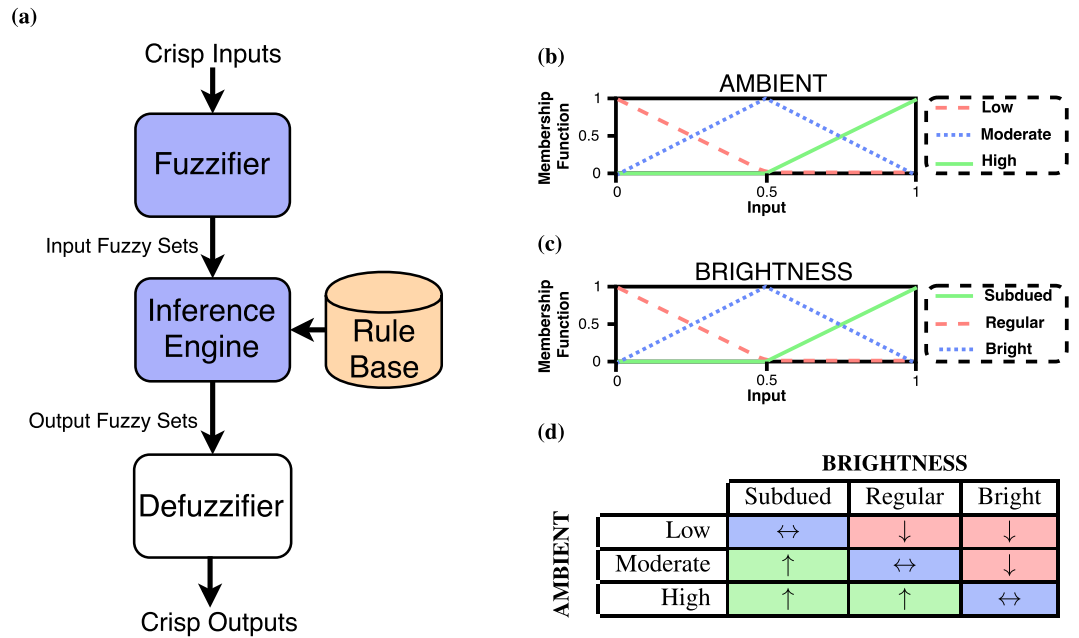 (a)
Crisp Inputs
Fuzzifier
Input Fuzzy Sets
Inference
Engine
Rule
Base
Output Fuzzy Sets
Defuzzifier
Crisp Outputs
(b)
AMBIENT
Membership
Function
1
0.5
0
0
0.5
1
Input
Low
Moderate
High
(c)
BRIGHTNESS
Membership
Function
1
0.5
0
0
0.5
1
Input
Subdued
Regular
Bright
(d)
BRIGHTNESS
AMBIENT
Subdued Regular Bright
Low ↔ ↓ ↓
Moderate ↑ ↔ ↓
High ↑ ↑ ↔